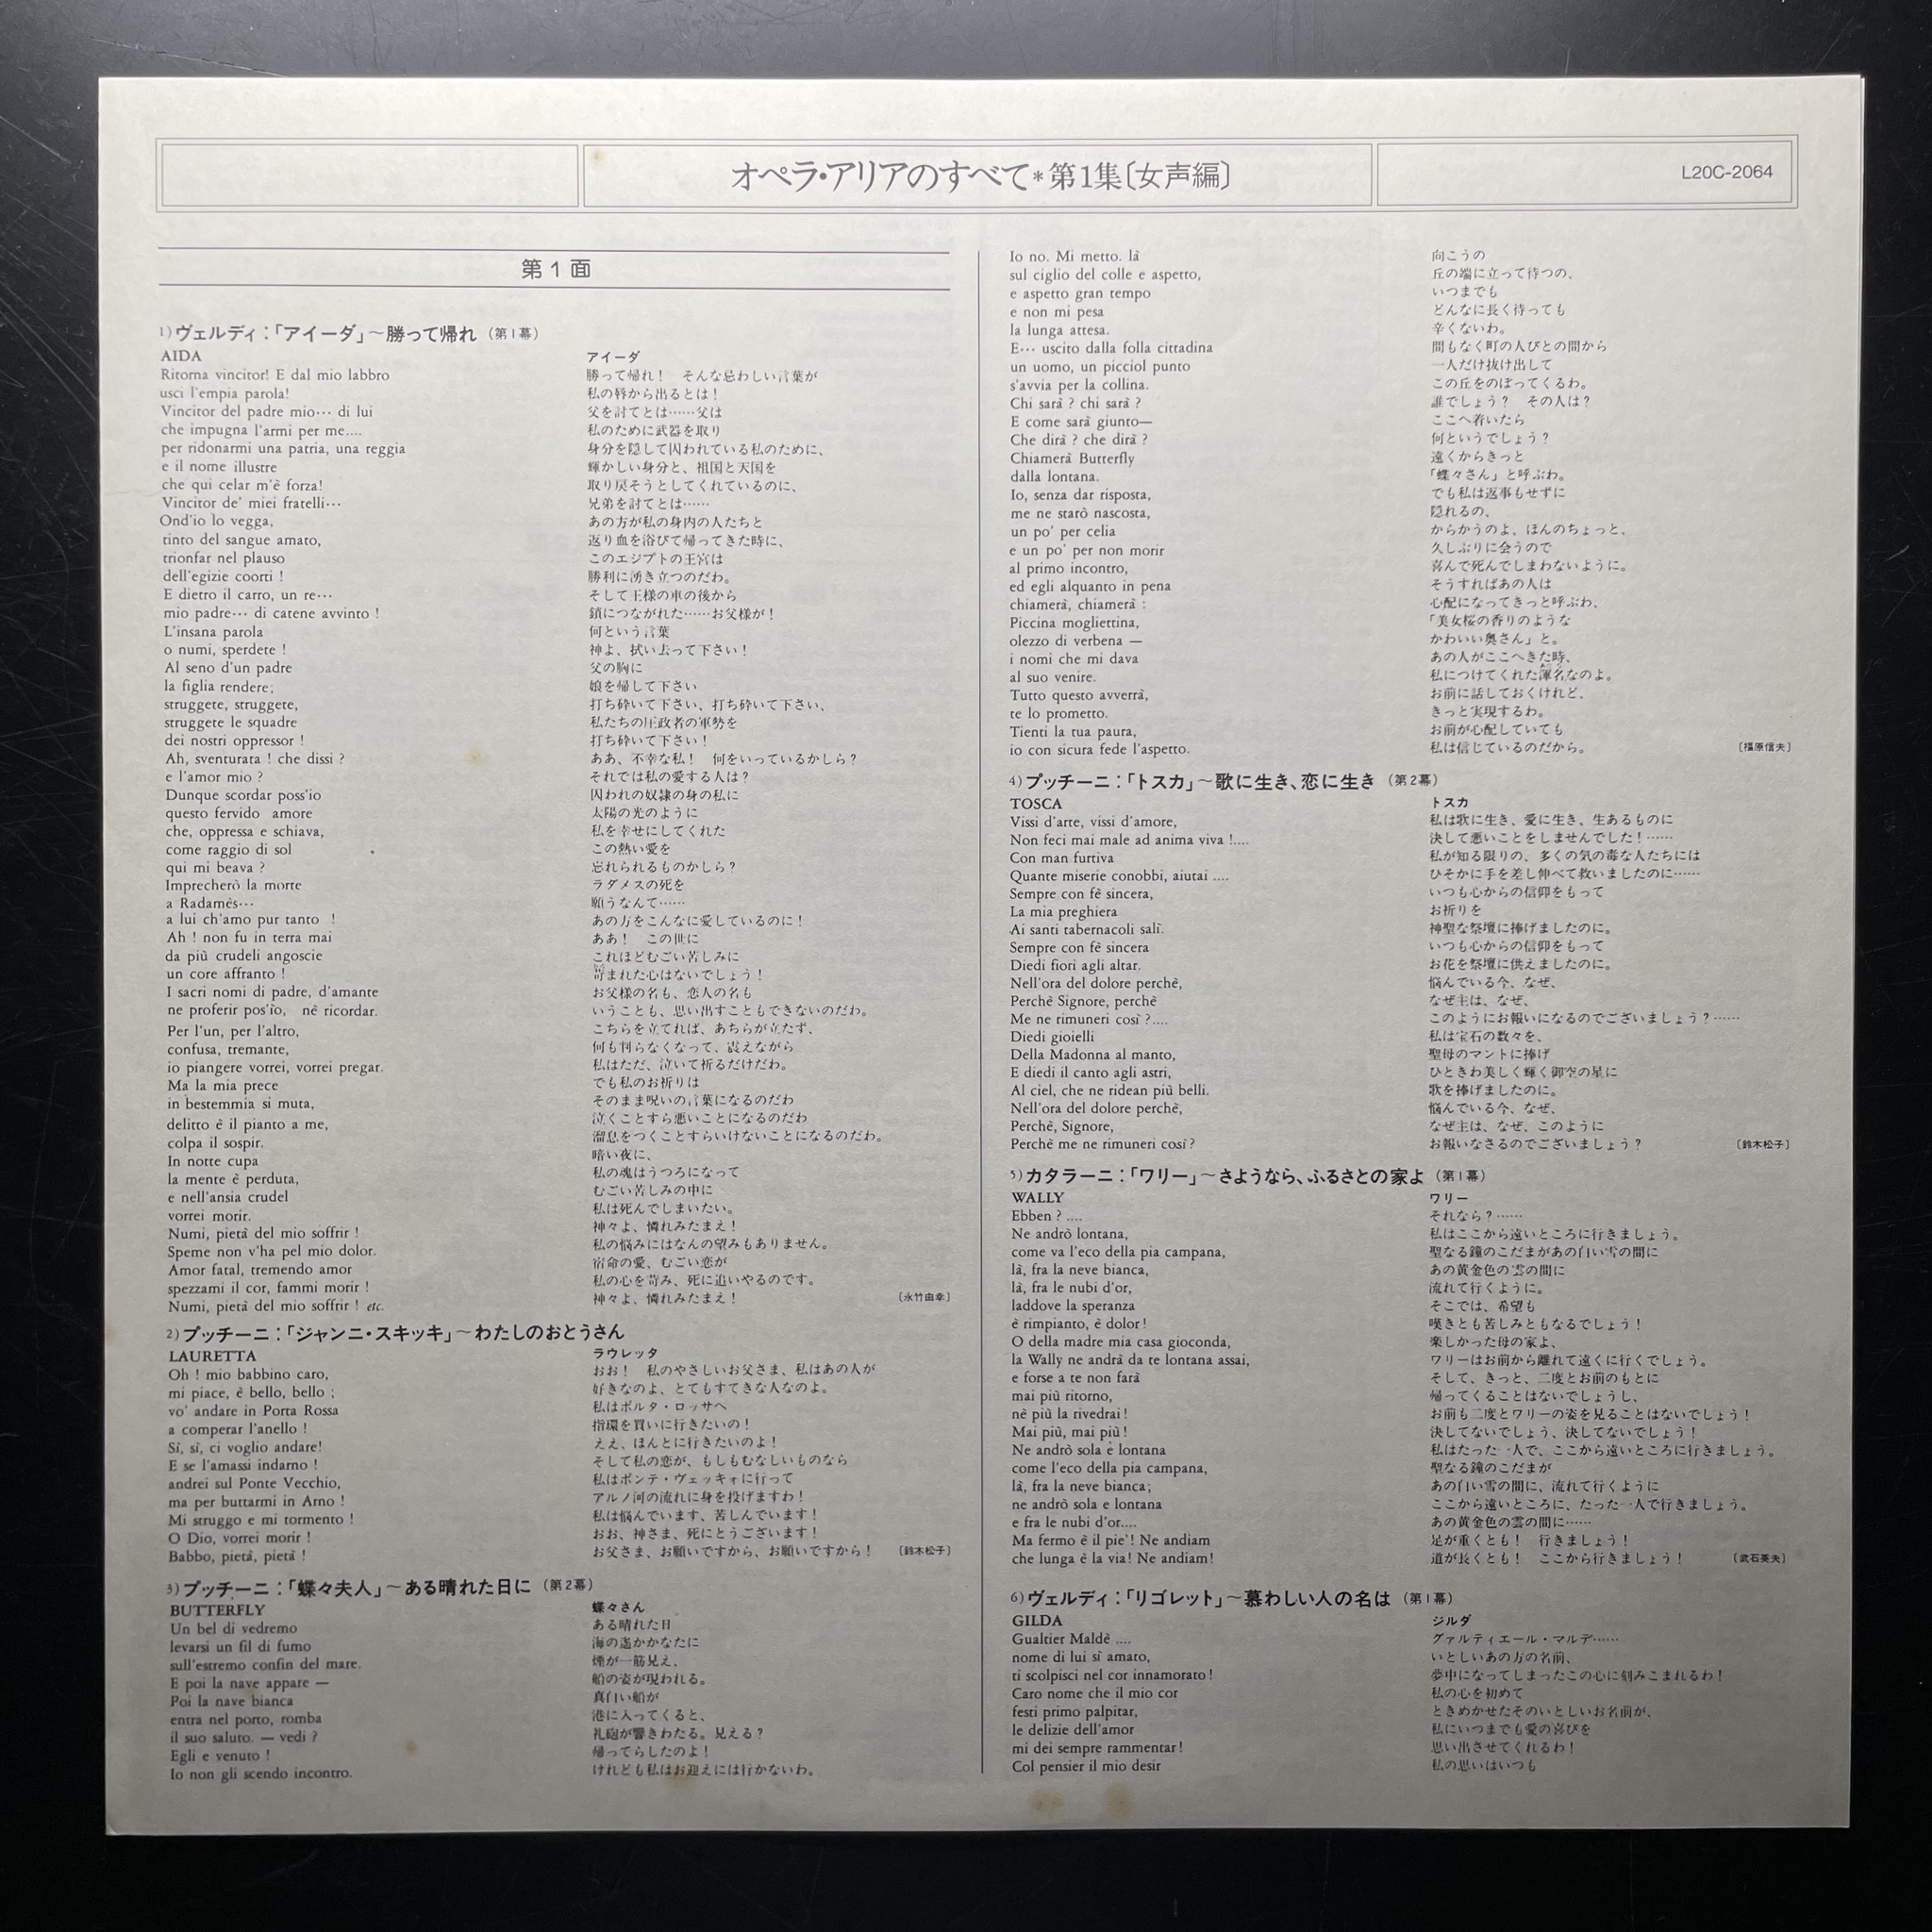 オペラ・アリアのすべて*第1集〔女声編〕
L20C-2064
第1面
1)ヴェルディ:「アイーダ」～勝って帰れ (第1幕)
AIDA
Ritorna vincitor! E dal mio labbro
usci l'empia parola!
Vincitor del padre mio… di lui
che impugna l'armi per me....
per ridonarmi una patria, una reggia
e il nome illustre
che qui celar m'è forza!
Vincitor de' miei fratelli…
Ond'io lo vegga,
tinto del sangue amato,
trionfar nel plauso
dell'egizie coorti !
E dietro il carro, un re…
mio padre… di catene avvinto !
L'insana parola
o numi, sperdete !
Al seno d'un padre
la figlia rendere;
struggete, struggete,
struggete le squadre
dei nostri oppressor !
Ah, sventurata ! che dissi ?
e l'amor mio ?
Dunque scordar poss'io
questo fervido amore
che, oppressa e schiava,
come raggio di sol
qui mi beava ?
Imprecherò la morte
a Radamês…
a lui ch'amo pur tanto !
Ah ! non fu in terra mai
da più crudeli angoscie
un core affranto !
I sacri nomi di padre, d'amante
ne proferir pos'ìo, nê ricordar.
Per l'un, per l'altro,
confusa, tremante,
io piangere vorrei, vorrei pregar.
Ma la mia prece
in bestemmia si muta,
delitto è il pianto a me,
colpa il sospir.
In notte cupa
la mente è perduta,
e nell'ansia crudel
vorrei morir.
Numi, pietà del mio soffrir !
Speme non v'ha pel mio dolor.
Amor fatal, tremendo amor
spezzami il cor, fammi morir !
Numi, pietà del mio soffrir ! etc.
アイーダ
勝って帰れ！ そんな忌わしい言葉が
私の唇から出るとは！
父を討てとは……父は
私のために武器を取り
身分を隠して囚われている私のために、
輝かしい身分と、祖国と天国を
取り戻そうとしてくれているのに、
兄弟を討てとは……
あの方が私の身内の人たちと
返り血を浴びて帰ってきた時に、
このエジプトの王宮は
勝利に湧き立つのだわ。
そして王様の車の後から
鎖につながれた……お父様が！
何という言葉
神よ、拭い去って下さい！
父の胸に
娘を帰して下さい
打ち砕いて下さい、打ち砕いて下さい、
私たちの圧政者の軍勢を
打ち砕いて下さい！
ああ、不幸な私！ 何をいっているかしら？
それでは私の愛する人は？
囚われの奴隷の身の私に
太陽の光のように
私を幸せにしてくれた
この熱い愛を
忘れられるものかしら？
ラダメスの死を
願うなんて……
あの方をこんなに愛しているのに！
ああ！ この世に
これほどむごい苦しみに
苛まれた心はないでしょう！
お父様の名も、恋人の名も
いうことも、思い出すこともできないのだわ。
こちらを立てれば、あちらが立たず、
何も判らなくなって、震えながら
私はただ、泣いて祈るだけだわ。
でも私のお祈りは
そのまま呪いの言葉になるのだわ
泣くことすら悪いことになるのだわ
溜息をつくことすらいけないことになるのだわ。
暗い夜に、
私の魂はうつろになって
むごい苦しみの中に
私は死んでしまいたい。
神々よ、憐れみたまえ！
私の悩みにはなんの望みもありません。
宿命の愛、むごい恋が
私の心を苛み、死に追いやるのです。
神々よ、憐れみたまえ！
〔永竹由幸〕
2)プッチーニ:「ジャンニ・スキッキ」～わたしのおとうさん
LAURETTA
Oh ! mio babbino caro,
mi piace, è bello, bello ;
vo' andare in Porta Rossa
a comperar l'anello !
Sì, sì, ci voglio andare!
E se l'amassi indarno !
andrei sul Ponte Vecchio,
ma per buttarmi in Arno !
Mi struggo e mi tormento !
O Dio, vorrei morir !
Babbo, pietà, pietà !
ラウレッタ
おお！ 私のやさしいお父さま、私はあの人が
好きなのよ、とてもすてきな人なのよ。
私はポルタ・ロッサへ
指環を買いに行きたいの！
ええ、ほんとに行きたいのよ！
そして私の恋が、もしもむなしいものなら
私はポンテ・ヴェッキォに行って
アルノ河の流れに身を投げますわ！
私は悩んでいます、苦しんでいます！
おお、神さま、死にとうございます！
お父さま、お願いですから、お願いですから！
〔鈴木松子〕
3)プッチーニ:「蝶々夫人」～ある晴れた日に (第2幕)
BUTTERFLY
Un bel di vedremo
levarsi un fil di fumo
sull'estremo confin del mare.
E poi la nave appare —
Poi la nave bianca
entra nel porto, romba
il suo saluto. — vedi ?
Egli e venuto !
Io non gli scendo incontro.
蝶々さん
ある晴れた日
海の遥かかなたに
煙が一筋見え、
船の姿が現われる。
真白い船が
港に入ってくると、
礼砲が響きわたる。見える？
帰ってらしたのよ！
けれども私はお迎えには行かないわ。
Io no. Mi metto. là
sul ciglio del colle e aspetto,
e aspetto gran tempo
e non mi pesa
la lunga attesa.
E… uscito dalla folla cittadina
un uomo, un picciol punto
s'avvia per la collina.
Chi sarà ? chi sarà ?
E come sarà giunto—
Che dirà ? che dirà ?
Chiamerà Butterfly
dalla lontana.
Io, senza dar risposta,
me ne starò nascosta,
un po' per celia
e un po' per non morir
al primo incontro,
ed egli alquanto in pena
chiamerà, chiamerà :
Piccina mogliettina,
olezzo di verbena —
i nomi che mi dava
al suo venire.
Tutto questo avverrà,
te lo prometto.
Tienti la tua paura,
io con sicura fede l'aspetto.
向こうの
丘の端に立って待つの、
いつまでも
どんなに長く待っても
辛くないわ。
間もなく町の人びとの間から
一人だけ抜け出して
この丘をのぼってくるわ。
誰でしょう？ その人は？
ここへ着いたら
何というでしょう？
遠くからきっと
「蝶々さん」と呼ぶわ。
でも私は返事もせずに
隠れるの、
からかうのよ、ほんのちょっと、
久しぶりに会うので
喜んで死んでしまわないように。
そうすればあの人は
心配になってきっと呼ぶわ、
「美女桜の香りのような
かわいい奥さん」と。
あの人がここへきた時、
私につけてくれた渾名なのよ。
お前に話しておくけれど、
きっと実現するわ。
お前が心配していても
私は信じているのだから。
〔福原信夫〕
4)プッチーニ:「トスカ」～歌に生き、恋に生き (第2幕)
TOSCA
Vissi d'arte, vissi d'amore,
Non feci mai male ad anima viva !....
Con man furtiva
Quante miserie conobbi, aiutai ....
Sempre con fè sincera,
La mia preghiera
Ai santi tabernacoli salì.
Sempre con fè sincera
Diedi fiori agli altar.
Nell'ora del dolore perchè,
Perchè Signore, perchè
Me ne rimuneri così ?....
Diedi gioielli
Della Madonna al manto,
E diedi il canto agli astri,
Al ciel, che ne ridean più belli.
Nell'ora del dolore perchè,
Perchè, Signore,
Perchè me ne rimuneri così ?
トスカ
私は歌に生き、愛に生き、生あるものに
決して悪いことをしませんでした！……
私が知る限りの、多くの気の毒な人たちには
ひそかに手を差し伸べて救いましたのに……
いつも心からの信仰をもって
お祈りを
神聖な祭壇に捧げましたのに。
いつも心からの信仰をもって
お花を祭壇に供えましたのに。
悩んでいる今、なぜ、
なぜ主は、なぜ、
このようにお報いになるのでございましょう？……
私は宝石の数々を、
聖母のマントに捧げ
ひときわ美しく輝く御空の星に
歌を捧げましたのに。
悩んでいる今、なぜ、
なぜ主は、なぜ、このように
お報いなさるのでございましょう？
〔鈴木松子〕
5)カタラーニ:「ワリー」～さようなら、ふるさとの家よ (第1幕)
WALLY
Ebben ? ....
Ne andrò lontana,
come va l'eco della pia campana,
là, fra la neve bianca,
là, fra le nubi d'or,
laddove la speranza
è rimpianto, è dolor!
O della madre mia casa gioconda,
la Wally ne andrà da te lontana assai,
e forse a te non farà
mai più ritorno,
nè più la rivedrai !
Mai più, mai più !
Ne andrò sola e lontana
come l'eco della pia campana,
là, fra la neve bianca;
ne andrò sola e lontana
e fra le nubi d'or....
Ma fermo è il pie'! Ne andiam
che lunga è la via! Ne andiam!
ワリー
それなら？……
私はここから遠いところに行きましょう。
聖なる鐘のこだまがあの白い雪の間に
あの黄金色の雲の間に
流れて行くように。
そこでは、希望も
嘆きとも苦しみともなるでしょう！
楽しかった母の家よ、
ワリーはお前から離れて遠くに行くでしょう。
そして、きっと、二度とお前のもとに
帰ってくることはないでしょうし、
お前も二度とワリーの姿を見ることはないでしょう！
決してないでしょう、決してないでしょう！
私はたった一人で、ここから遠いところに行きましょう。
聖なる鐘のこだまが
あの白い雪の間に、流れて行くように
ここから遠いところに、たった一人で行きましょう。
あの黄金色の雲の間に……
足が重くとも！ 行きましょう！
道が長くとも！ ここから行きましょう！
〔武石英夫〕
6)ヴェルディ:「リゴレット」～慕わしい人の名は (第1幕)
GILDA
Gualtier Maldè ....
nome di lui sì amato,
ti scolpisci nel cor innamorato !
Caro nome che il mio cor
festi primo palpitar,
le delizie dell'amor
mi dei sempre rammentar !
Col pensier il mio desir
ジルダ
グァルティエール・マルデ……
いとしいあの方の名前、
夢中になってしまったこの心に刻みこまれるわ！
私の心を初めて
ときめかせたそのいとしいお名前が、
私にいつまでも愛の喜びを
思い出させてくれるわ！
私の思いはいつも